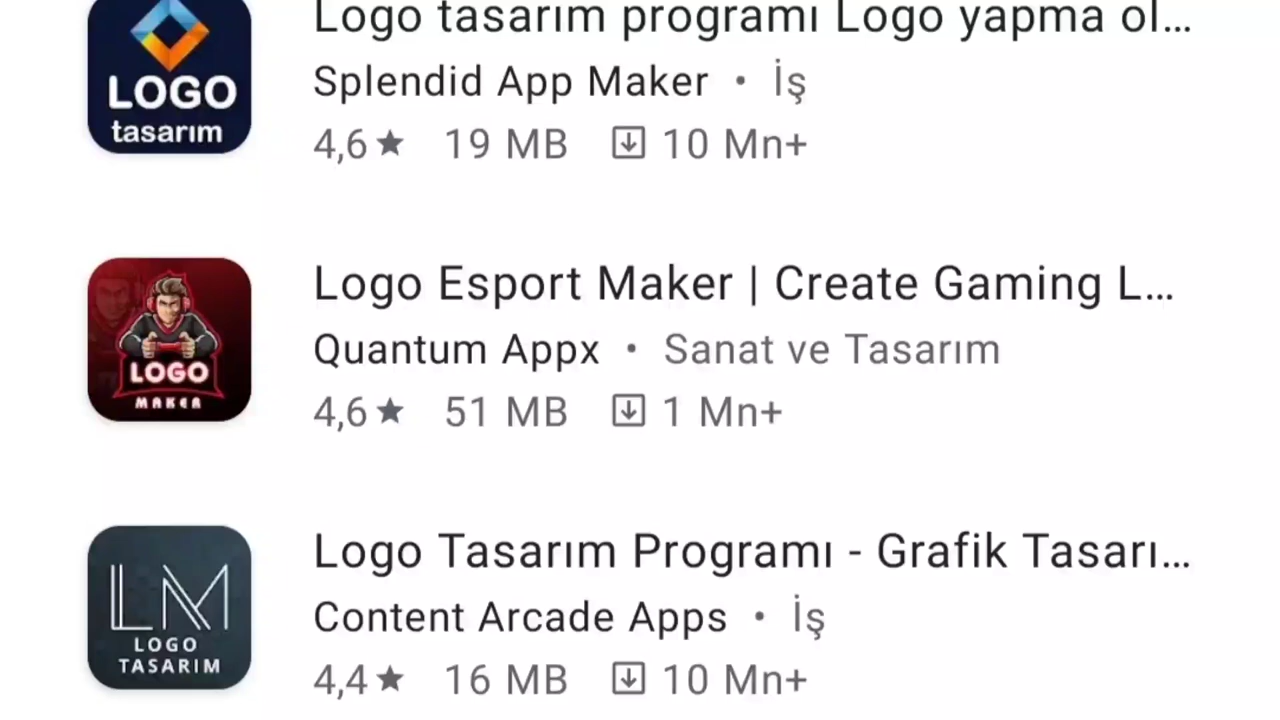 Logo tasarım programı Logo yapma ol...
LOGO
tasarım
Splendid App Maker • İş
4,6★ 19 MB 10 Mn+
Logo Esport Maker | Create Gaming L...
LOGO
MAKER
Quantum Appx • Sanat ve Tasarım
4,6★ 51 MB 1 Mn+
Logo Tasarım Programı - Grafik Tasarı...
LM
LOGO
TASARIM
Content Arcade Apps • İş
4,4★ 16 MB 10 Mn+